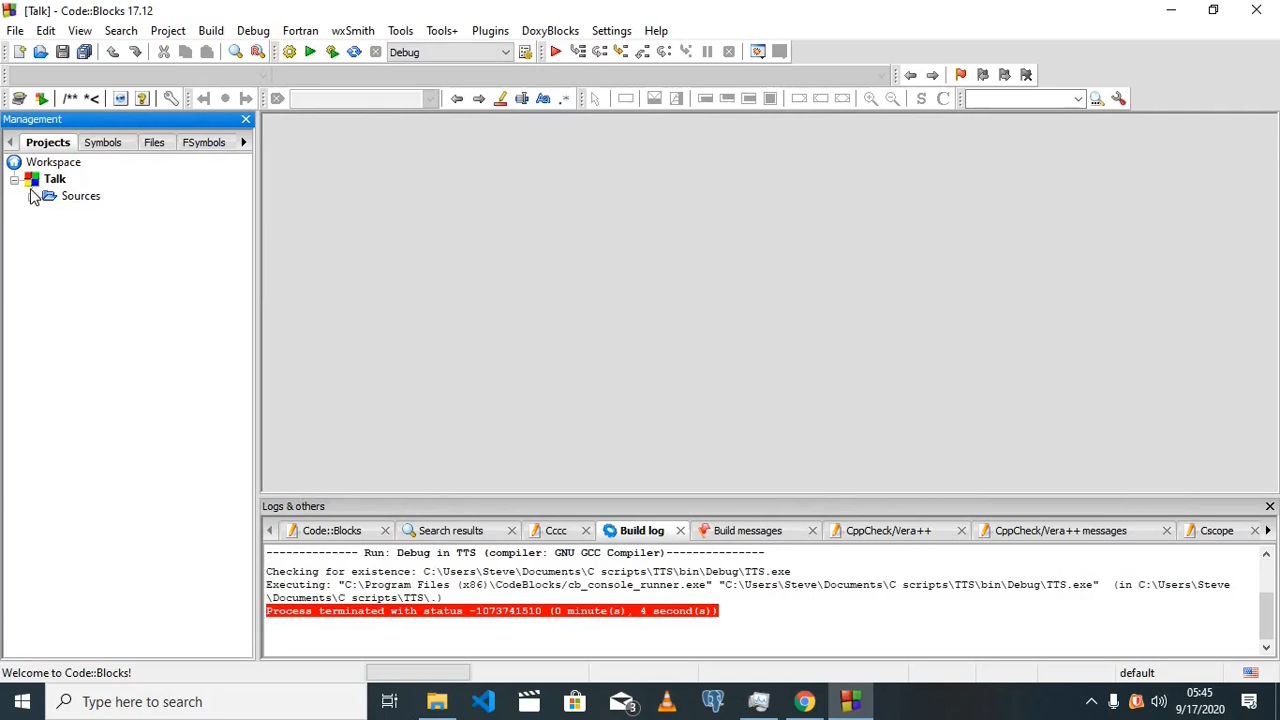 [Talk] - Code::Blocks 17.12
File Edit View Search Project Build Debug Fortran wxSmith Tools Tools+ Plugins DoxyBlocks Settings Help
Debug
/** *<
.*
S C
Management
Projects Symbols Files FSymbols
Workspace
Talk
Sources
Logs & others
Code::Blocks Search results Cccc Build log Build messages CppCheck/Vera++ CppCheck/Vera++ messages Cscope
-------------- Run: Debug in TTS (compiler: GNU GCC Compiler)---------------
Checking for existence: C:\Users\Steve\Documents\C scripts\TTS\bin\Debug\TTS.exe
Executing: "C:\Program Files (x86)\CodeBlocks/cb_console_runner.exe" "C:\Users\Steve\Documents\C scripts\TTS\bin\Debug\TTS.exe"  (in C:\Users\Steve
\Documents\C scripts\TTS\.)
Process terminated with status -1073741510 (0 minute(s), 4 second(s))
Welcome to Code::Blocks!
default
Type here to search
3
05:45
9/17/2020